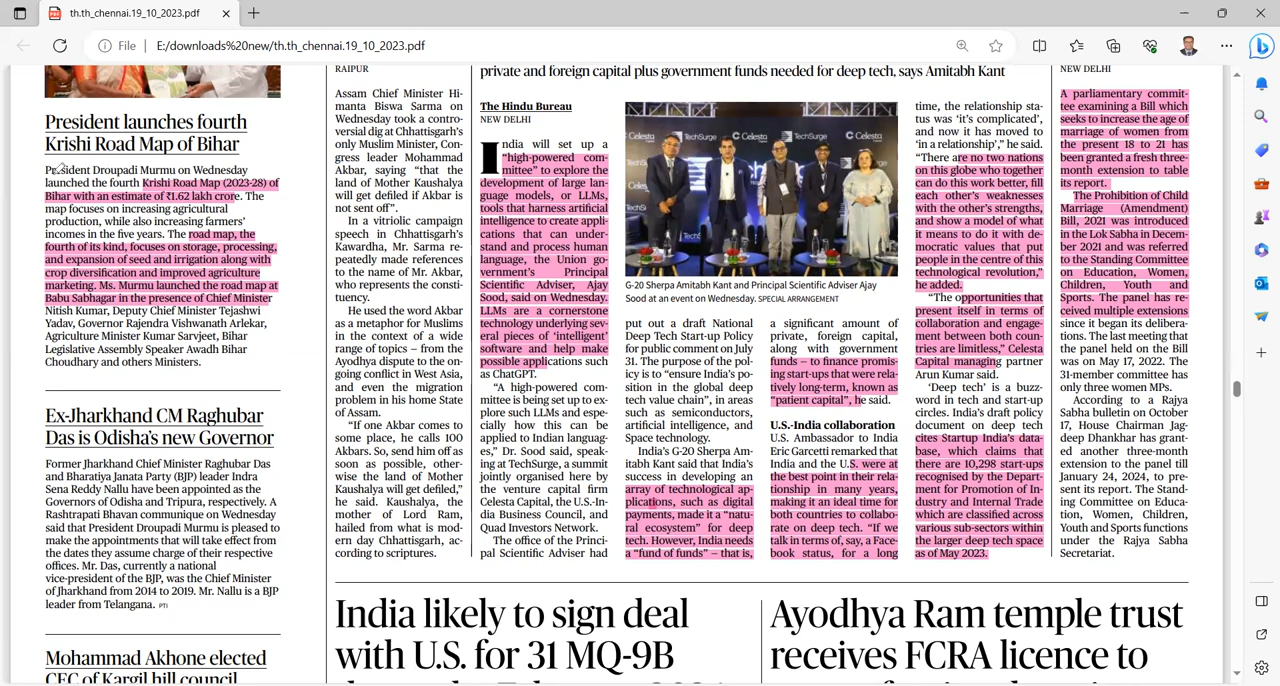 th.th_chennai.19_10_2023.pdf
File
E:/downloads%20new/th.th_chennai.19_10_2023.pdf
President launches fourth
Krishi Road Map of Bihar
President Droupadi Murmu on Wednesday
launched the fourth Krishi Road Map (2023-28) of
Bihar with an estimate of ₹1.62 lakh crore. The
map focuses on increasing agricultural
production, while also increasing farmers'
incomes in the five years. The road map, the
fourth of its kind, focuses on storage, processing,
and expansion of seed and irrigation along with
crop diversification and improved agriculture
marketing. Ms. Murmu launched the road map at
Babu Sabhagar in the presence of Chief Minister
Nitish Kumar, Deputy Chief Minister Tejashwi
Yadav, Governor Rajendra Vishwanath Arlekar,
Agriculture Minister Kumar Sarvjeet, Bihar
Legislative Assembly Speaker Awadh Bihar
Choudhary and others Ministers.
Ex-Jharkhand CM Raghubar
Das is Odisha's new Governor
Former Jharkhand Chief Minister Raghubar Das
and Bharatiya Janata Party (BJP) leader Indra
Sena Reddy Nallu have been appointed as the
Governors of Odisha and Tripura, respectively. A
Rashtrapati Bhavan communique on Wednesday
said that President Droupadi Murmu is pleased to
make the appointments that will take effect from
the dates they assume charge of their respective
offices. Mr. Das, currently a national
vice-president of the BJP, was the Chief Minister
of Jharkhand from 2014 to 2019. Mr. Nallu is a BJP
leader from Telangana. PTI
Mohammad Akhone elected
CEC of Kargil hill council
RAIPUR
Assam Chief Minister Hi-
manta Biswa Sarma on
Wednesday took a contro-
versial dig at Chhattisgarh's
only Muslim Minister, Con-
gress leader Mohammad
Akbar, saying "that the
land of Mother Kaushalya
will get defiled if Akbar is
not sent off".
In a vitriolic campaign
speech in Chhattisgarh's
Kawardha, Mr. Sarma re-
peatedly made references
to the name of Mr. Akbar,
who represents the consti-
tuency.
He used the word Akbar
as a metaphor for Muslims
in the context of a wide
range of topics – from the
Ayodhya dispute to the on-
going conflict in West Asia,
and even the migration
problem in his home State
of Assam.
"If one Akbar comes to
some place, he calls 100
Akbars. So, send him off as
soon as possible, other-
wise the land of Mother
Kaushalya will get defiled,"
he said. Kaushalya, the
mother of Lord Ram,
hailed from what is mod-
ern day Chhattisgarh, ac-
cording to scriptures.
private and foreign capital plus government funds needed for deep tech, says Amitabh Kant
The Hindu Bureau
NEW DELHI
India will set up a
"high-powered com-
mittee" to explore the
development of large lan-
guage models, or LLMs,
tools that harness artificial
intelligence to create appli-
cations that can under-
stand and process human
language, the Union go-
vernment's Principal
Scientific Adviser, Ajay
Sood, said on Wednesday.
LLMs are a cornerstone
technology underlying sev-
eral pieces of 'intelligent'
software and help make
possible applications such
as ChatGPT.
"A high-powered com-
mittee is being set up to ex-
plore such LLMs and espe-
cially how this can be
applied to Indian languag-
es," Dr. Sood said, speak-
ing at TechSurge, a summit
jointly organised here by
the venture capital firm
Celesta Capital, the U.S.-In-
dia Business Council, and
Quad Investors Network.
The office of the Princi-
pal Scientific Adviser had
Celesta
TechSurge
Celesta
TechSurge
Celesta
G-20 Sherpa Amitabh Kant and Principal Scientific Adviser Ajay
Sood at an event on Wednesday. SPECIAL ARRANGEMENT
put out a draft National
Deep Tech Start-up Policy
for public comment on July
31. The purpose of the pol-
icy is to "ensure India's po-
sition in the global deep
tech value chain", in areas
such as semiconductors,
artificial intelligence, and
Space technology.
India's G-20 Sherpa Am-
itabh Kant said that India's
success in developing an
array of technological ap-
plications, such as digital
payments, made it a "natu-
ral ecosystem" for deep
tech. However, India needs
a "fund of funds" – that is,
a significant amount of
private, foreign capital,
along with government
funds – to finance promis-
ing start-ups that were rela-
tively long-term, known as
"patient capital", he said.
U.S.-India collaboration
U.S. Ambassador to India
Eric Garcetti remarked that
India and the U.S. were at
the best point in their re-
lationship in many years,
making it an ideal time for
both countries to collabo-
rate on deep tech. "If we
talk in terms of, say, a Face-
book status, for a long
time, the relationship sta-
tus was 'it's complicated',
and now it has moved to
'in a relationship'," he said.
"There are no two nations
on this globe who together
can do this work better, fill
each other's weaknesses
with the other's strengths,
and show a model of what
it means to do it with de-
mocratic values that put
people in the centre of this
technological revolution,"
he added.
"The opportunities that
present itself in terms of
collaboration and engage-
ment between both coun-
tries are limitless," Celesta
Capital managing partner
Arun Kumar said.
'Deep tech' is a buzz-
word in tech and start-up
circles. India's draft policy
document on deep tech
cites Startup India's data-
base, which claims that
there are 10,298 start-ups
recognised by the Depart-
ment for Promotion of In-
dustry and Internal Trade
which are classified across
various sub-sectors within
the larger deep tech space
as of May 2023.
NEW DELHI
A parliamentary commit-
tee examining a Bill which
seeks to increase the age of
marriage of women from
the present 18 to 21 has
been granted a fresh three-
month extension to table
its report.
The Prohibition of Child
Marriage (Amendment)
Bill, 2021 was introduced
in the Lok Sabha in Decem-
ber 2021 and was referred
to the Standing Committee
on Education, Women,
Children, Youth and
Sports. The panel has re-
ceived multiple extensions
since it began its delibera-
tions. The last meeting that
the panel held on the Bill
was on May 17, 2022. The
31-member committee has
only three women MPs.
According to a Rajya
Sabha bulletin on October
17, House Chairman Jag-
deep Dhankhar has grant-
ed another three-month
extension to the panel till
January 24, 2024, to pre-
sent its report. The Stand-
ing Committee on Educa-
tion, Women, Children,
Youth and Sports functions
under the Rajya Sabha
Secretariat.
India likely to sign deal
with U.S. for 31 MQ-9B
Ayodhya Ram temple trust
receives FCRA licence to